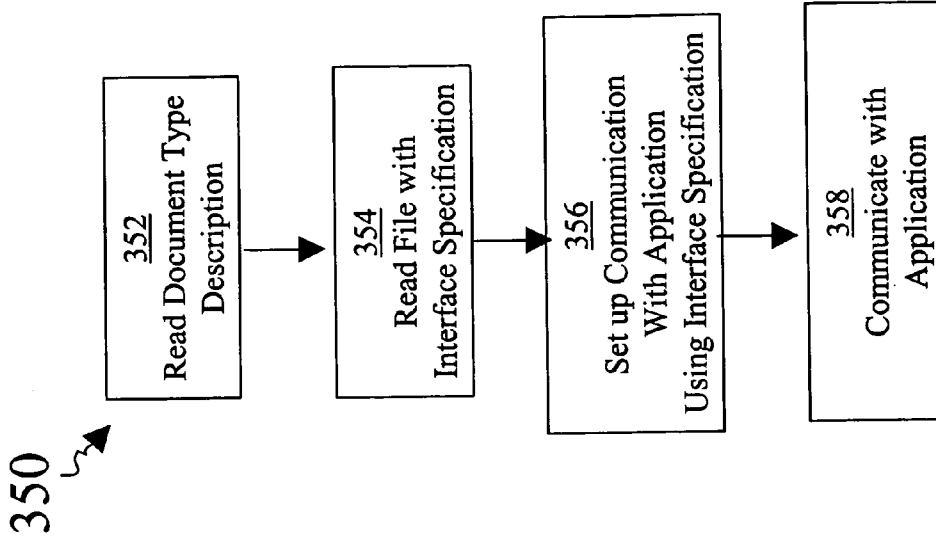 350
352
Read Document Type
Description
354
Read File with
Interface Specification
356
Set up Communication
With Application
Using Interface Specification
358
Communicate with
Application